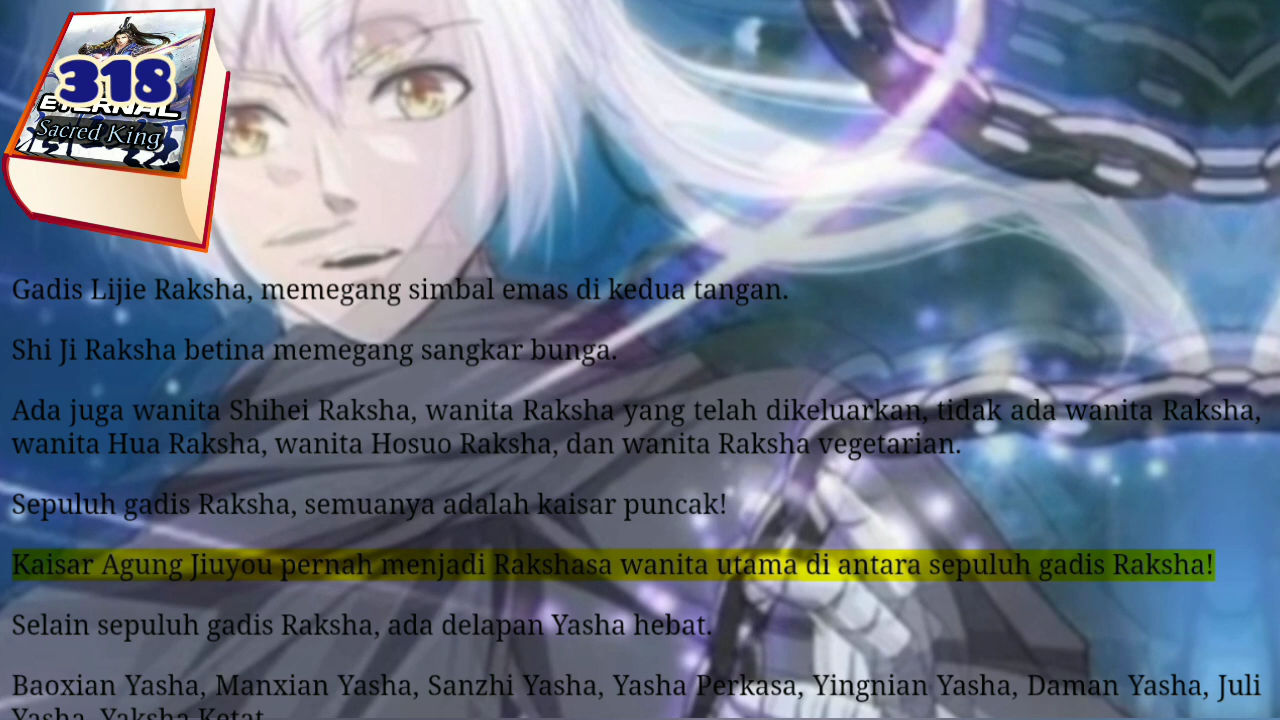 318
ETERNAL
Sacred King
Gadis Lijie Raksha, memegang simbal emas di kedua tangan.
Shi Ji Raksha betina memegang sangkar bunga.
Ada juga wanita Shihei Raksha, wanita Raksha yang telah dikeluarkan, tidak ada wanita Raksha,
wanita Hua Raksha, wanita Hosuo Raksha, dan wanita Raksha vegetarian.
Sepuluh gadis Raksha, semuanya adalah kaisar puncak!
Kaisar Agung Jiuyou pernah menjadi Rakshasa wanita utama di antara sepuluh gadis Raksha!
Selain sepuluh gadis Raksha, ada delapan Yasha hebat.
Baoxian Yasha, Manxian Yasha, Sanzhi Yasha, Yasha Perkasa, Yingnian Yasha, Daman Yasha, Juli
Yasha, Yaksha Ketat